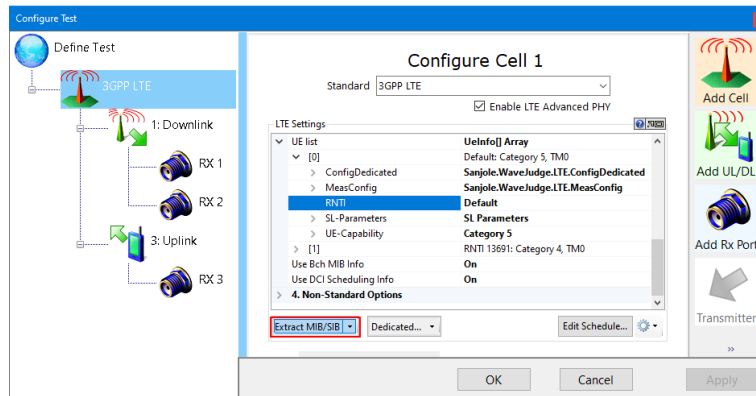 Configure Test
Define Test
3GPP LTE
1: Downlink
RX 1
RX 2
3: Uplink
RX 3
Configure Cell 1
Standard 3GPP LTE
Enable LTE Advanced PHY
LTE Settings
UE list UeInfo[] Array
[0] Default: Category 5, TM0
ConfigDedicated Sanjole.WaveJudge.LTE.ConfigDedicated
MeasConfig Sanjole.WaveJudge.LTE.MeasConfig
RNTI Default
SL-Parameters SL Parameters
UE-Capability Category 5
[1] RNTI 13691: Category 4, TM0
Use Bch MIB Info On
Use DCI Scheduling Info On
4. Non-Standard Options
Extract MIB/SIB Dedicated... Edit Schedule...
OK Cancel Apply
Add Cell
Add UL/DL
Add Rx Port
Transmitter
»